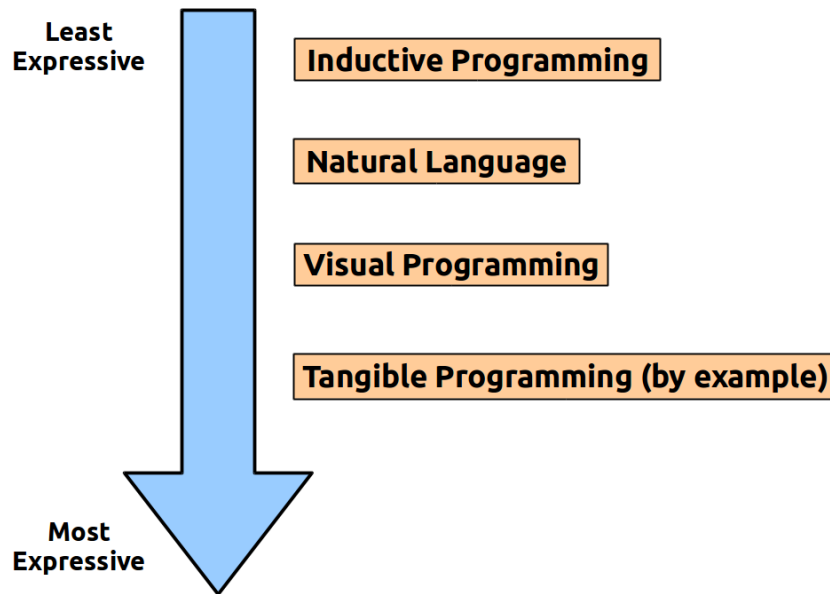 Least
Expressive
Inductive Programming
Natural Language
Visual Programming
Tangible Programming (by example)
Most
Expressive